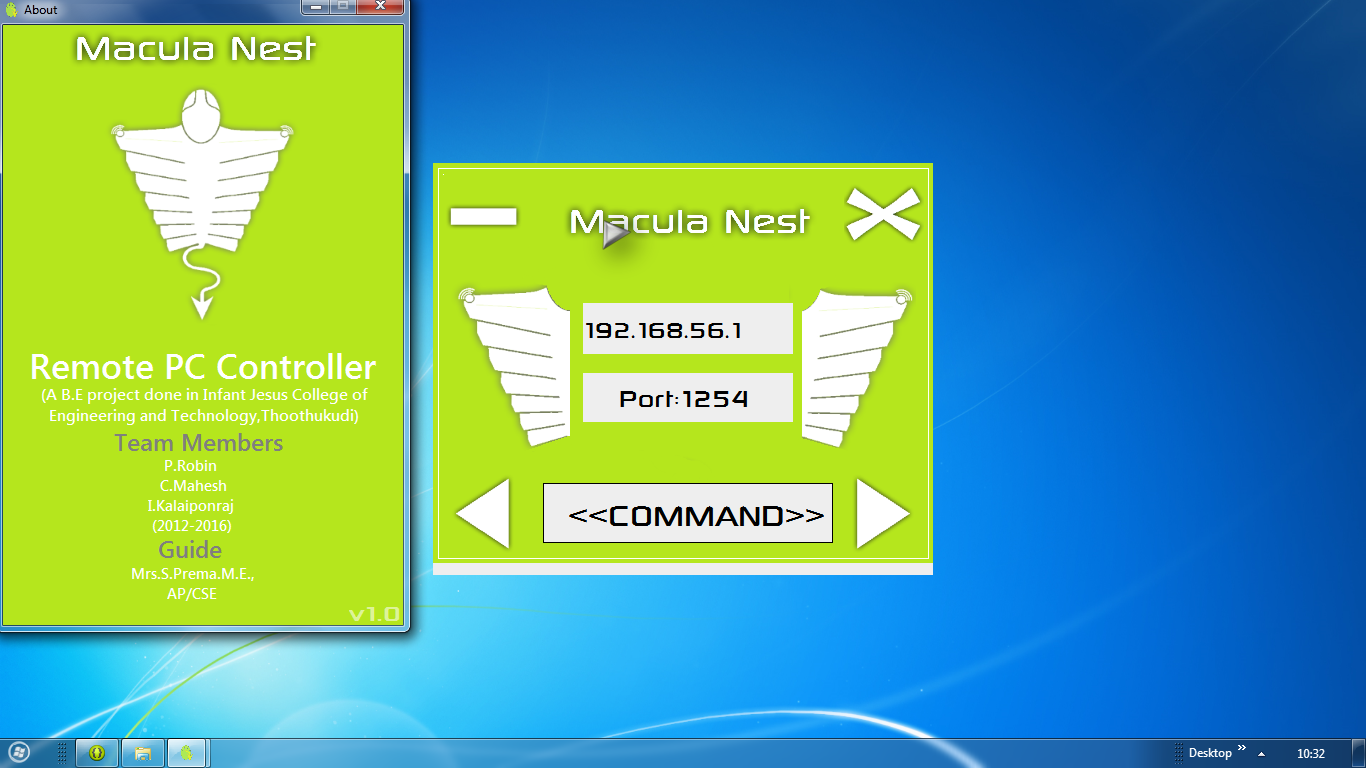 About
Macula Nest
Remote PC Controller
(A B.E project done in Infant Jesus College of
Engineering and Technology,Thoothukudi)
Team Members
P.Robin
C.Mahesh
I.Kalaiponraj
(2012-2016)
Guide
Mrs.S.Prema.M.E.,
AP/CSE
v1.0
Macula Nest
192.168.56.1
Port:1254
<<COMMAND>>
Desktop »
10:32